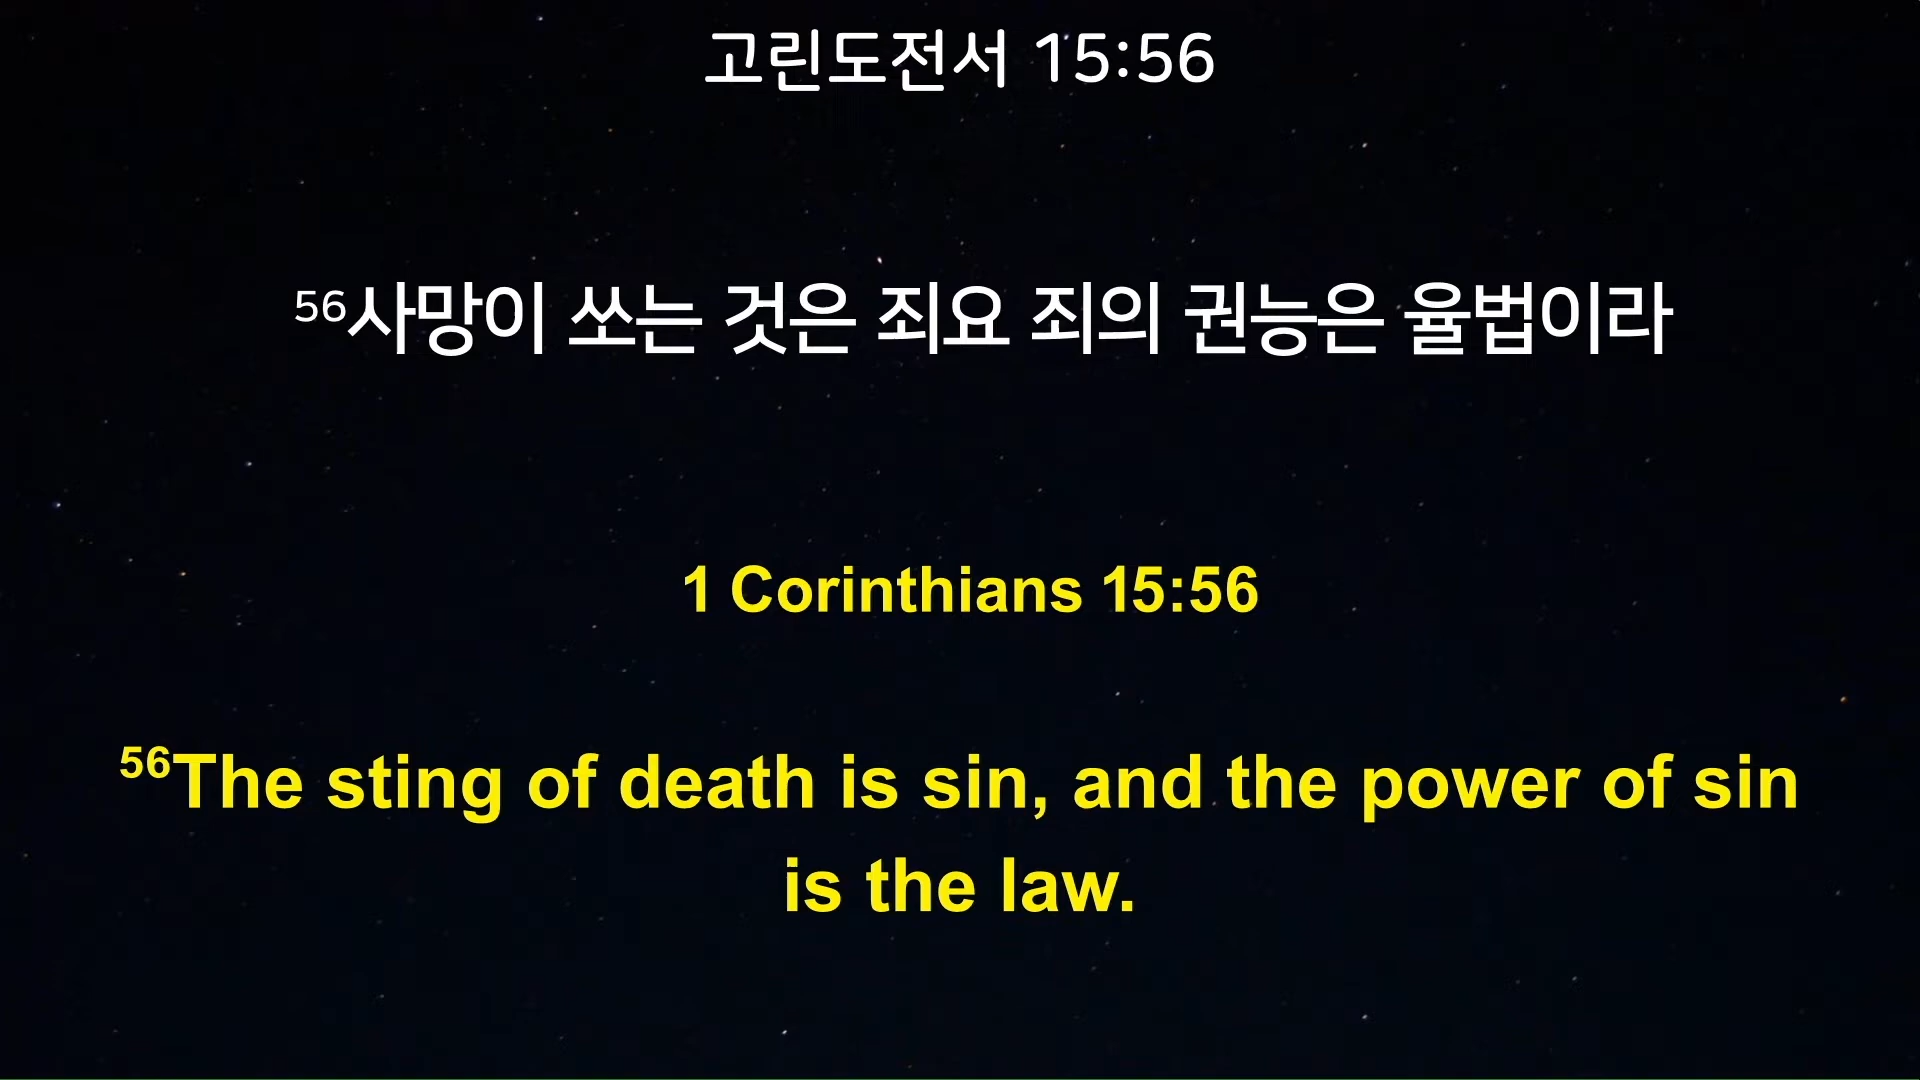 고린도전서 15:56
56사망이 쏘는 것은 죄요 죄의 권능은 율법이라
1 Corinthians 15:56
56The sting of death is sin, and the power of sin
is the law.